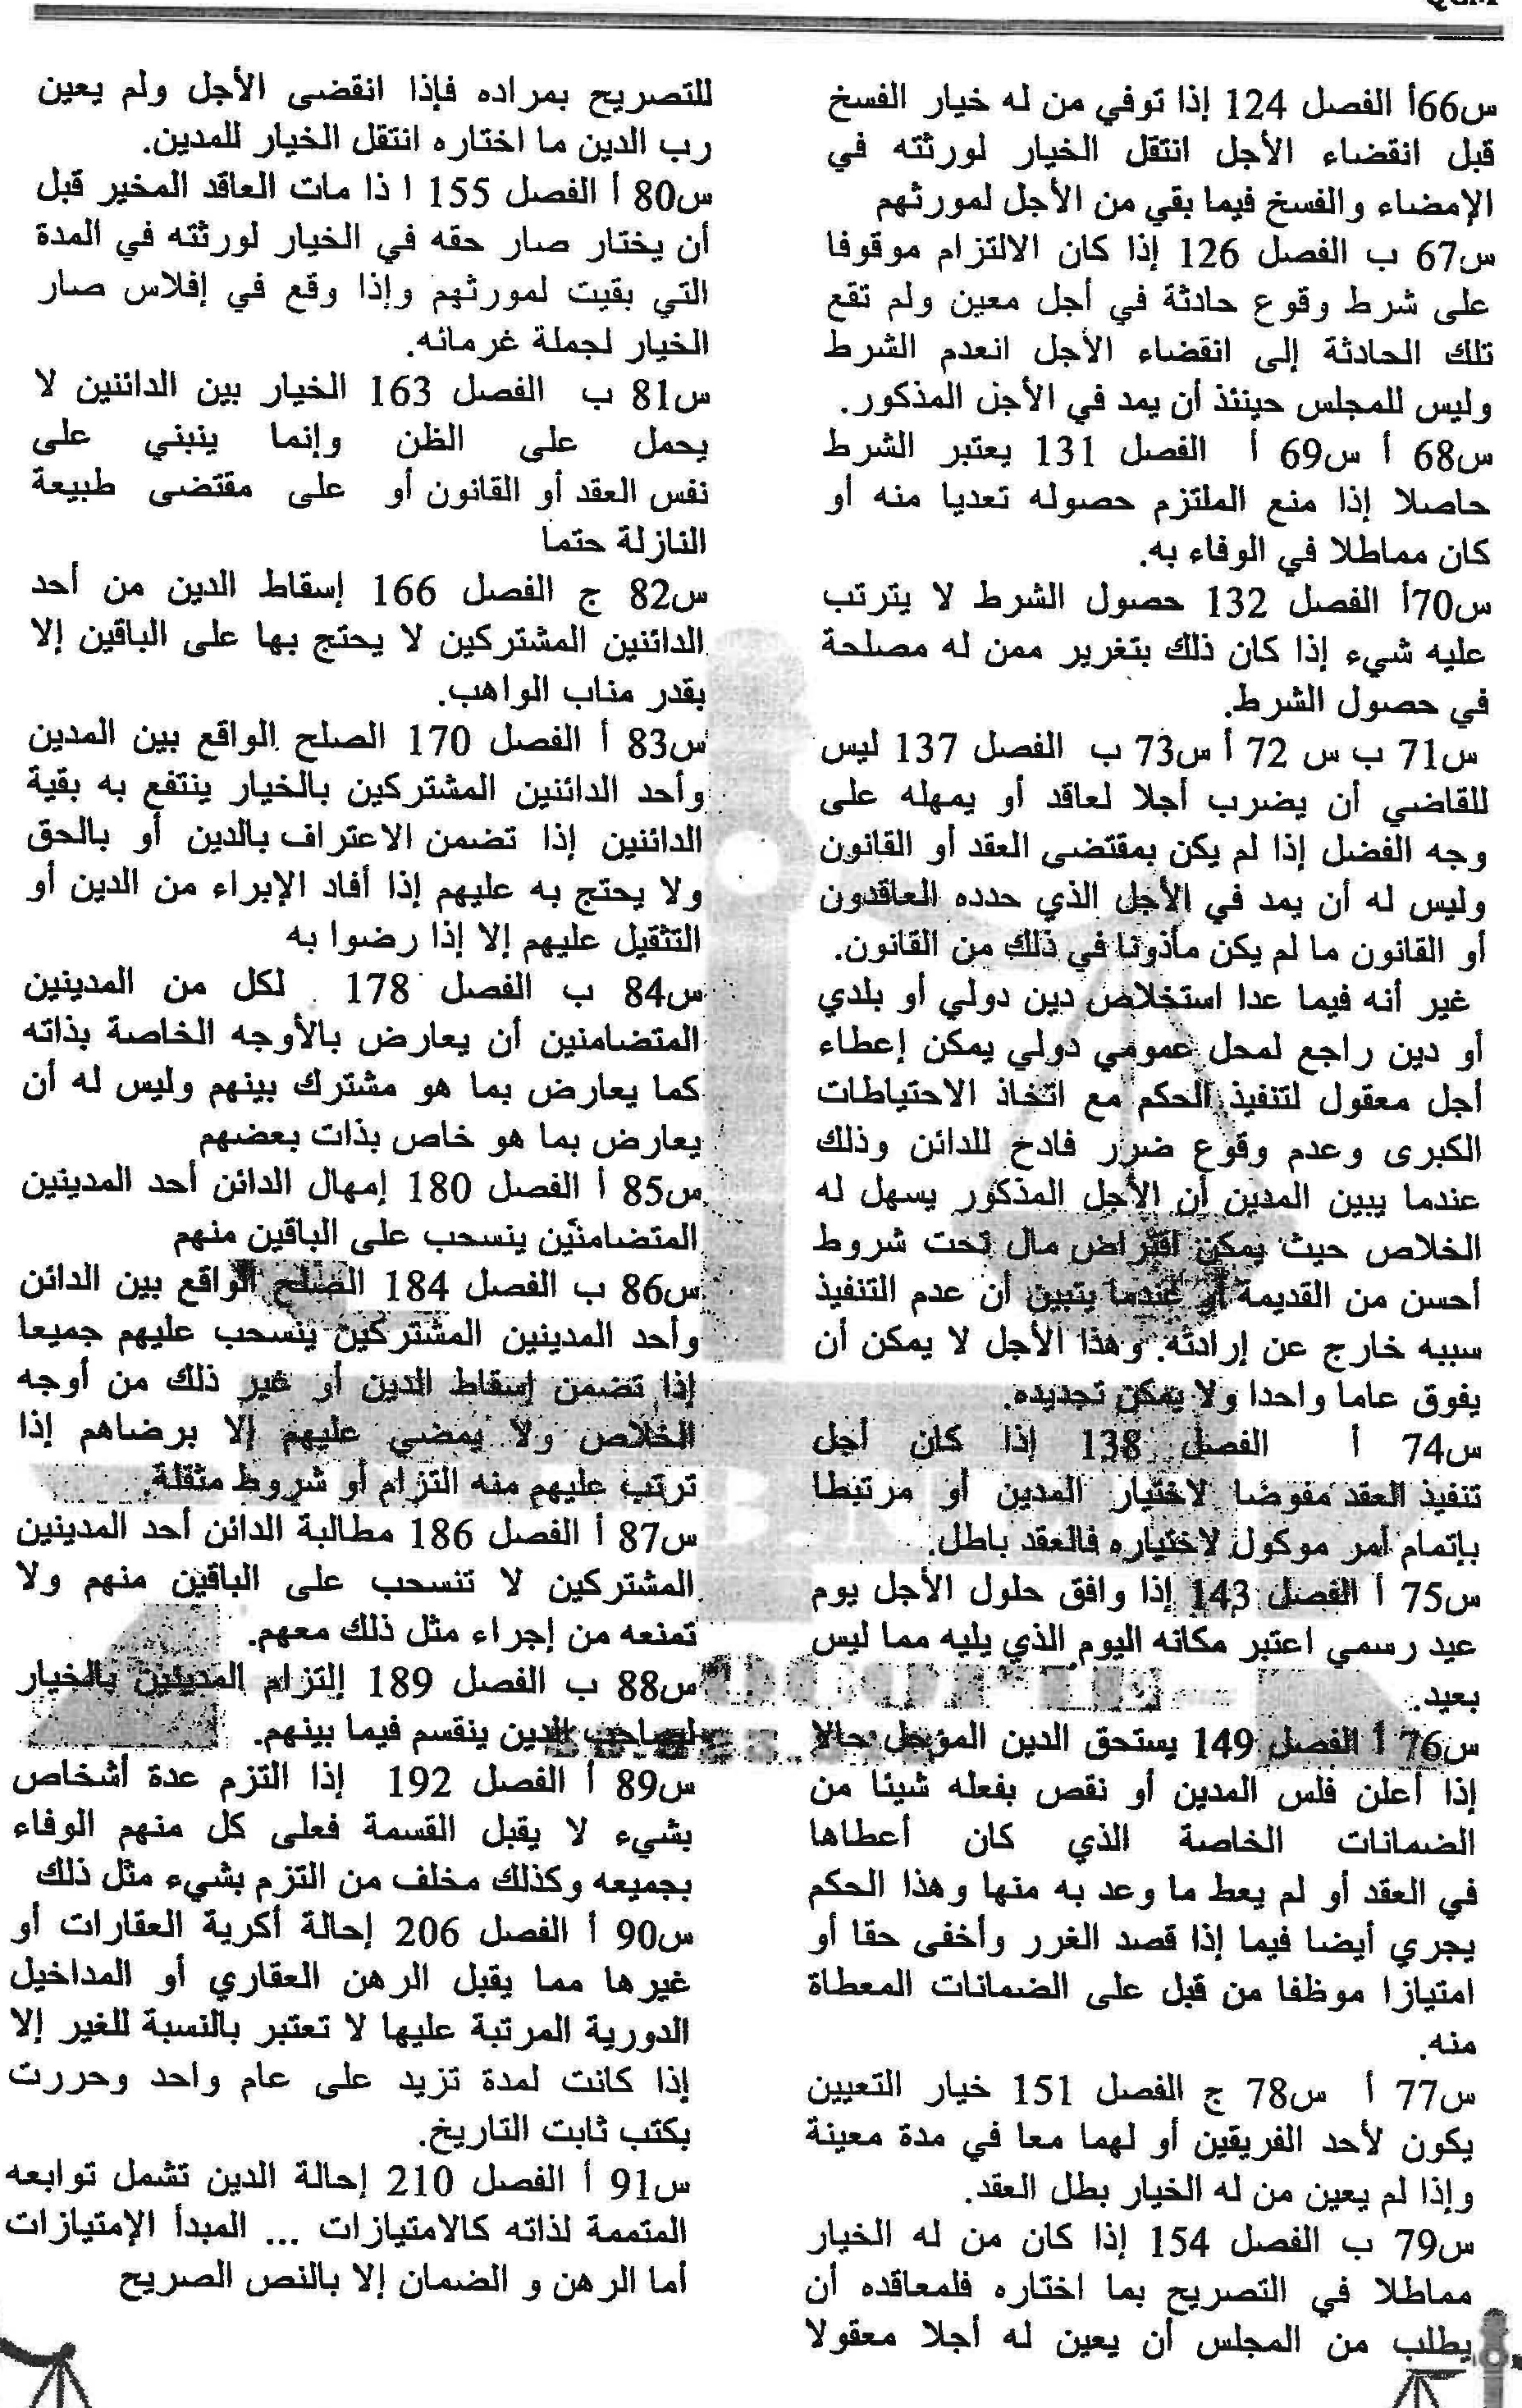 س66أ الفصل 124 إذا توفي من له خيار الفسخ
قبل انقضاء الأجل انتقل الخيار لورثته في
الإمضاء والفسخ فيما بقي من الأجل لمورثهم
س67 ب الفصل 126 إذا كان الالتزام موقوفا
على شرط وقوع حادثة في أجل معين ولم تقع
تلك الحادثة إلى انقضاء الأجل انعدم الشرط
وليس للمجلس حينئذ أن يمد في الأجل المذكور.
س68 أ س69 أ الفصل 131 يعتبر الشرط
حاصلا إذا منع الملتزم حصوله تعديا منه أو
كان مماطلا في الوفاء به.
س70أ الفصل 132 حصول الشرط لا يترتب
عليه شيء إذا كان ذلك بتغرير ممن له مصلحة
في حصول الشرط.
س71 ب س 72 أ س73 ب الفصل 137 ليس
للقاضي أن يضرب أجلا لعاقد أو يمهله على
وجه الفضل إذا لم يكن بمقتضى العقد أو القانون
وليس له أن يمد في الأجل الذي حدده العاقدون
أو القانون ما لم يكن مأذونا في ذلك من القانون.
غير أنه فيما عدا استخلاص دين دولي أو بلدي
أو دين راجع لمحل عمومي دولي يمكن إعطاء
أجل معقول لتنفيذ الحكم مع اتخاذ الاحتياطات
الكبرى وعدم وقوع ضرر فادح للدائن وذلك
عندما يبين المدين أن الأجل المذكور يسهل له
الخلاص حيث يمكن اقتراض مال تحت شروط
أحسن من القديمة أو عندما يتبين أن عدم التنفيذ
سببه خارج عن إرادته. وهذا الأجل لا يمكن أن
يفوق عاما واحدا ولا يمكن تجديده.
س74 أ الفصل 138 إذا كان أجل
تنفيذ العقد مفوضا لاختيار المدين أو مرتبطا
بإتمام أمر موكول لاختياره فالعقد باطل.
س75 أ الفصل 143 إذا وافق حلول الأجل يوم
عيد رسمي اعتبر مكانه اليوم الذي يليه مما ليس
بعيد.
س76 أ الفصل 149 يستحق الدين المؤجل حالا
إذا أعلن فلس المدين أو نقص بفعله شيئا من
الضمانات الخاصة الذي كان أعطاها
في العقد أو لم يعط ما وعد به منها وهذا الحكم
يجري أيضا فيما إذا قصد الغرر وأخفى حقا أو
امتيازا موظفا من قبل على الضمانات المعطاة
منه.
س77 أ س78 ج الفصل 151 خيار التعيين
يكون لأحد الفريقين أو لهما معا في مدة معينة
وإذا لم يعين من له الخيار بطل العقد.
س79 ب الفصل 154 إذا كان من له الخيار
مماطلا في التصريح بما اختاره فلمعاقده أن
يطلب من المجلس أن يعين له أجلا معقولا
للتصريح بمراده فإذا انقضى الأجل ولم يعين
رب الدين ما اختاره انتقل الخيار للمدين.
س80 أ الفصل 155 ا ذا مات العاقد المخير قبل
أن يختار صار حقه في الخيار لورثته في المدة
التي بقيت لمورثهم وإذا وقع في إفلاس صار
الخيار لجملة غرمائه.
س81 ب الفصل 163 الخيار بين الدائنين لا
يحمل على الظن وإنما ينبني على
نفس العقد أو القانون أو على مقتضى طبيعة
النازلة حتما
س82 ج الفصل 166 إسقاط الدين من أحد
الدائنين المشتركين لا يحتج بها على الباقين إلا
بقدر مناب الواهب.
س83 أ الفصل 170 الصلح الواقع بين المدين
وأحد الدائنين المشتركين بالخيار ينتفع به بقية
الدائنين إذا تضمن الاعتراف بالدين أو بالحق
ولا يحتج به عليهم إذا أفاد الإبراء من الدين أو
التثقيل عليهم إلا إذا رضوا به
س84 ب الفصل 178 لكل من المدينين
المتضامنين أن يعارض بالأوجه الخاصة بذاته
كما يعارض بما هو مشترك بينهم وليس له أن
يعارض بما هو خاص بذات بعضهم
س85 أ الفصل 180 إمهال الدائن أحد المدينين
المتضامنين ينسحب على الباقين منهم
س86 ب الفصل 184 الصلح الواقع بين الدائن
وأحد المدينين المشتركين ينسحب عليهم جميعا
إذا تضمن إسقاط الدين أو غير ذلك من أوجه
الخلاص ولا يمضي عليهم إلا برضاهم إذا
ترتب عليهم منه التزام أو شروط مثقلة.
س87 أ الفصل 186 مطالبة الدائن أحد المدينين
المشتركين لا تنسحب على الباقين منهم ولا
تمنعه من إجراء مثل ذلك معهم.
س88 ب الفصل 189 إلتزام المدينين بالخيار
لصاحب الدين ينقسم فيما بينهم.
س89 أ الفصل 192 إذا التزم عدة أشخاص
بشيء لا يقبل القسمة فعلى كل منهم الوفاء
بجميعه وكذلك مخلف من التزم بشيء مثل ذلك
س90 أ الفصل 206 إحالة أكرية العقارات أو
غيرها مما يقبل الرهن العقاري أو المداخيل
الدورية المرتبة عليها لا تعتبر بالنسبة للغير إلا
إذا كانت لمدة تزيد على عام واحد وحررت
بكتب ثابت التاريخ.
س91 أ الفصل 210 إحالة الدين تشمل توابعه
المتممة لذاته كالامتيازات ... المبدأ الإمتيازات
أما الرهن و الضمان إلا بالنص الصريح